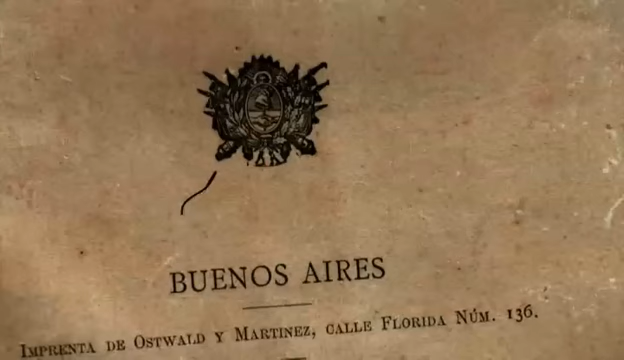 BUENOS AIRES
IMPRENTA DE OSTWALD Y MARTINEZ, CALLE FLORIDA NÚM. 136.